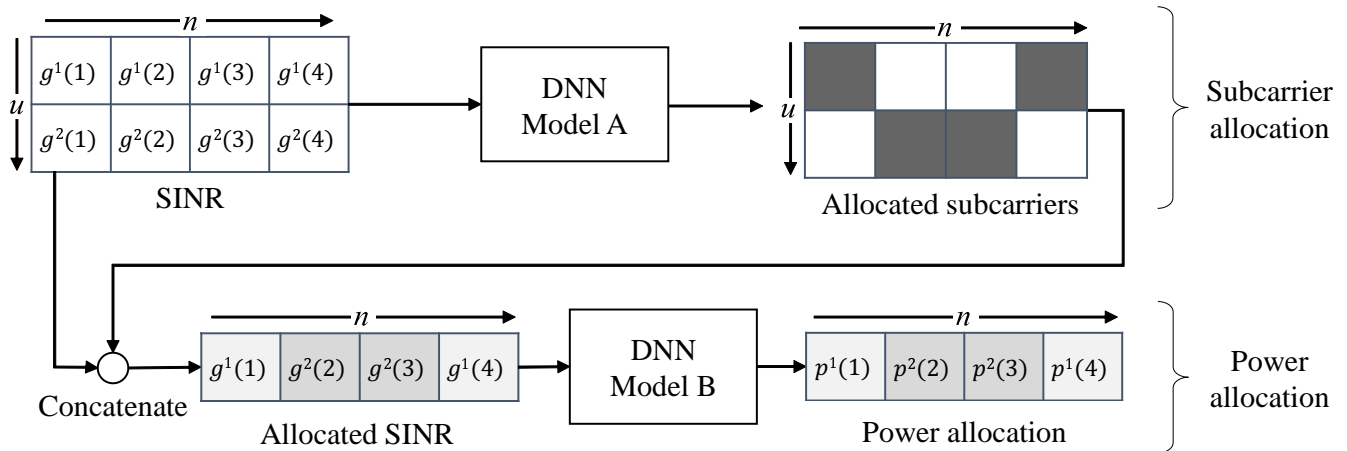 n
u
g¹(1) g¹(2) g¹(3) g¹(4)
g²(1) g²(2) g²(3) g²(4)
SINR
DNN
Model A
n
u
Allocated subcarriers
Subcarrier
allocation
Concatenate
n
g¹(1) g²(2) g²(3) g¹(4)
Allocated SINR
DNN
Model B
n
p¹(1) p²(2) p²(3) p¹(4)
Power allocation
Power
allocation